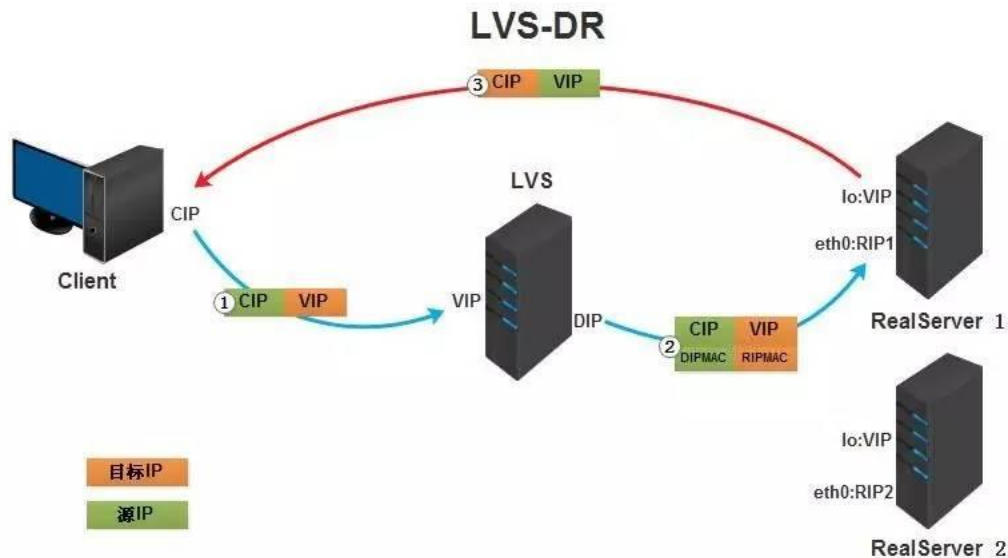 LVS-DR
③ CIP VIP
LVS
lo:VIP
CIP
eth0:RIP1
Client
① CIP VIP
VIP
DIP
RealServer 1
② CIP VIP
DIPMAC RIPMAC
lo:VIP
目标IP
eth0:RIP2
源IP
RealServer 2